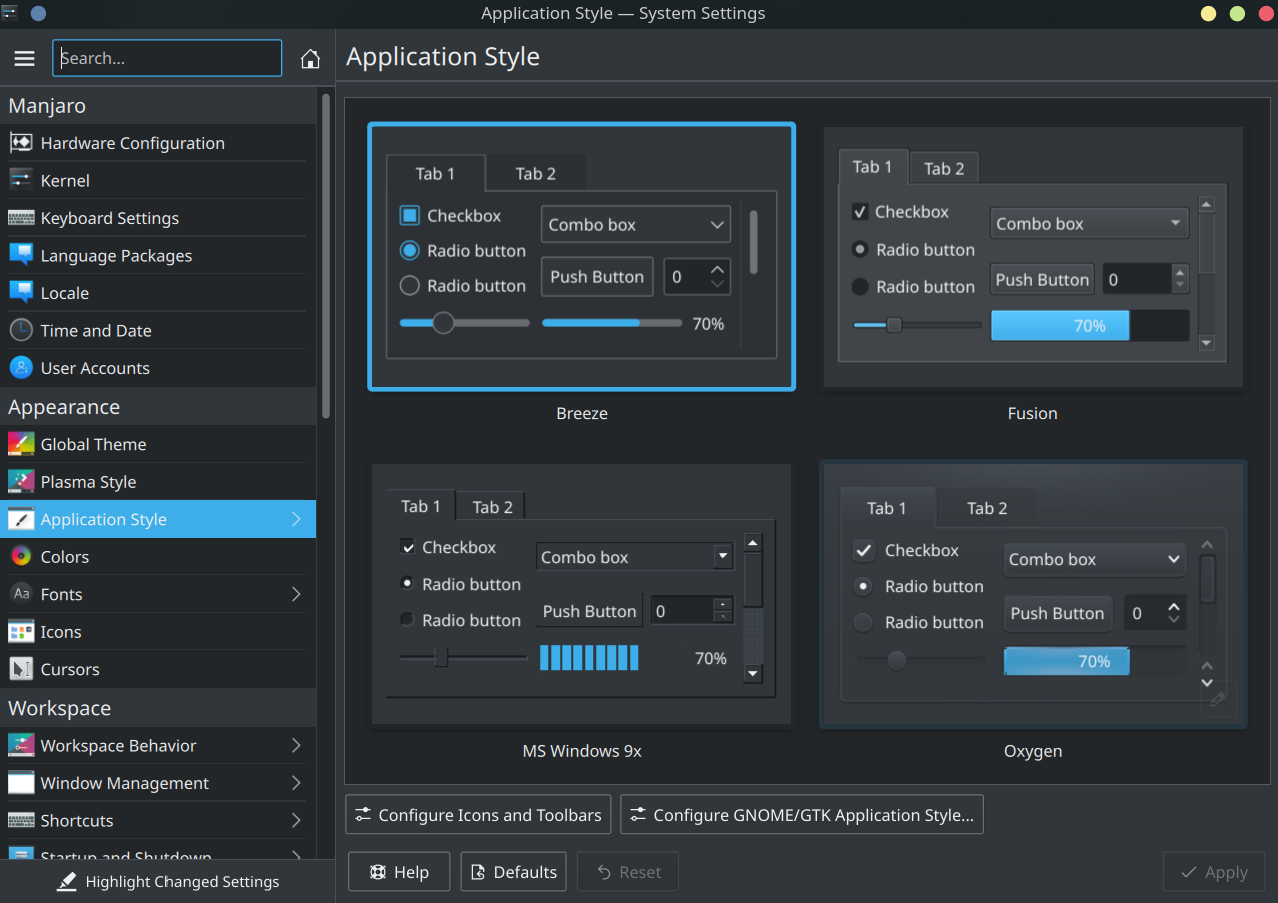 Application Style — System Settings
Search...
Application Style
Manjaro
Hardware Configuration
Kernel
Keyboard Settings
Language Packages
Locale
Time and Date
User Accounts
Appearance
Global Theme
Plasma Style
Application Style
Colors
Aa Fonts
Icons
Cursors
Workspace
Workspace Behavior
Window Management
Shortcuts
Startup and Shutdown
Highlight Changed Settings
Tab 1 Tab 2
Checkbox Combo box
Radio button
Push Button 0
Radio button
70%
Breeze
Tab 1 Tab 2
Checkbox Combo box
Radio button
Push Button 0
Radio button
70%
Fusion
Tab 1 Tab 2
Checkbox Combo box
Radio button
Push Button 0
Radio button
70%
MS Windows 9x
Tab 1 Tab 2
Checkbox Combo box
Radio button
Push Button 0
Radio button
70%
Oxygen
Configure Icons and Toolbars Configure GNOME/GTK Application Style...
Help Defaults Reset Apply